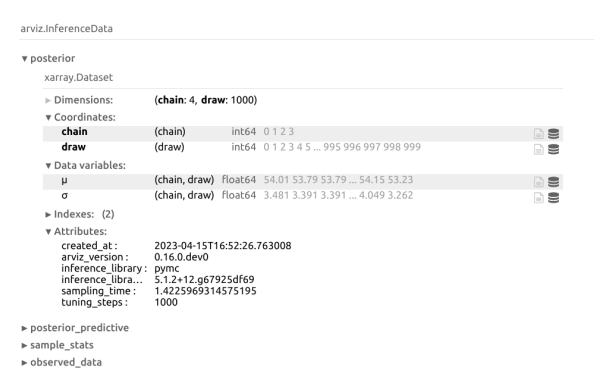 arviz.InferenceData
▼ posterior
xarray.Dataset
► Dimensions: (chain: 4, draw: 1000)
▼ Coordinates:
chain (chain) int64 0 1 2 3
draw (draw) int64 0 1 2 3 4 5 ... 995 996 997 998 999
▼ Data variables:
μ (chain, draw) float64 54.01 53.79 53.79 ... 54.15 53.23
σ (chain, draw) float64 3.481 3.391 3.391 ... 4.049 3.262
► Indexes: (2)
▼ Attributes:
created_at : 2023-04-15T16:52:26.763008
arviz_version : 0.16.0.dev0
inference_library : pymc
inference_libra... 5.1.2+12.g67925df69
sampling_time : 1.4225969314575195
tuning_steps : 1000
► posterior_predictive
► sample_stats
► observed_data